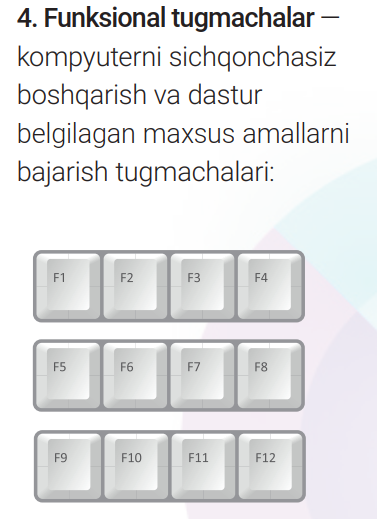 4. Funksional tugmachalar —
kompyuterni sichqonchasiz
boshqarish va dastur
belgilagan maxsus amallarni
bajarish tugmachalari:
F1 F2 F3 F4
F5 F6 F7 F8
F9 F10 F11 F12